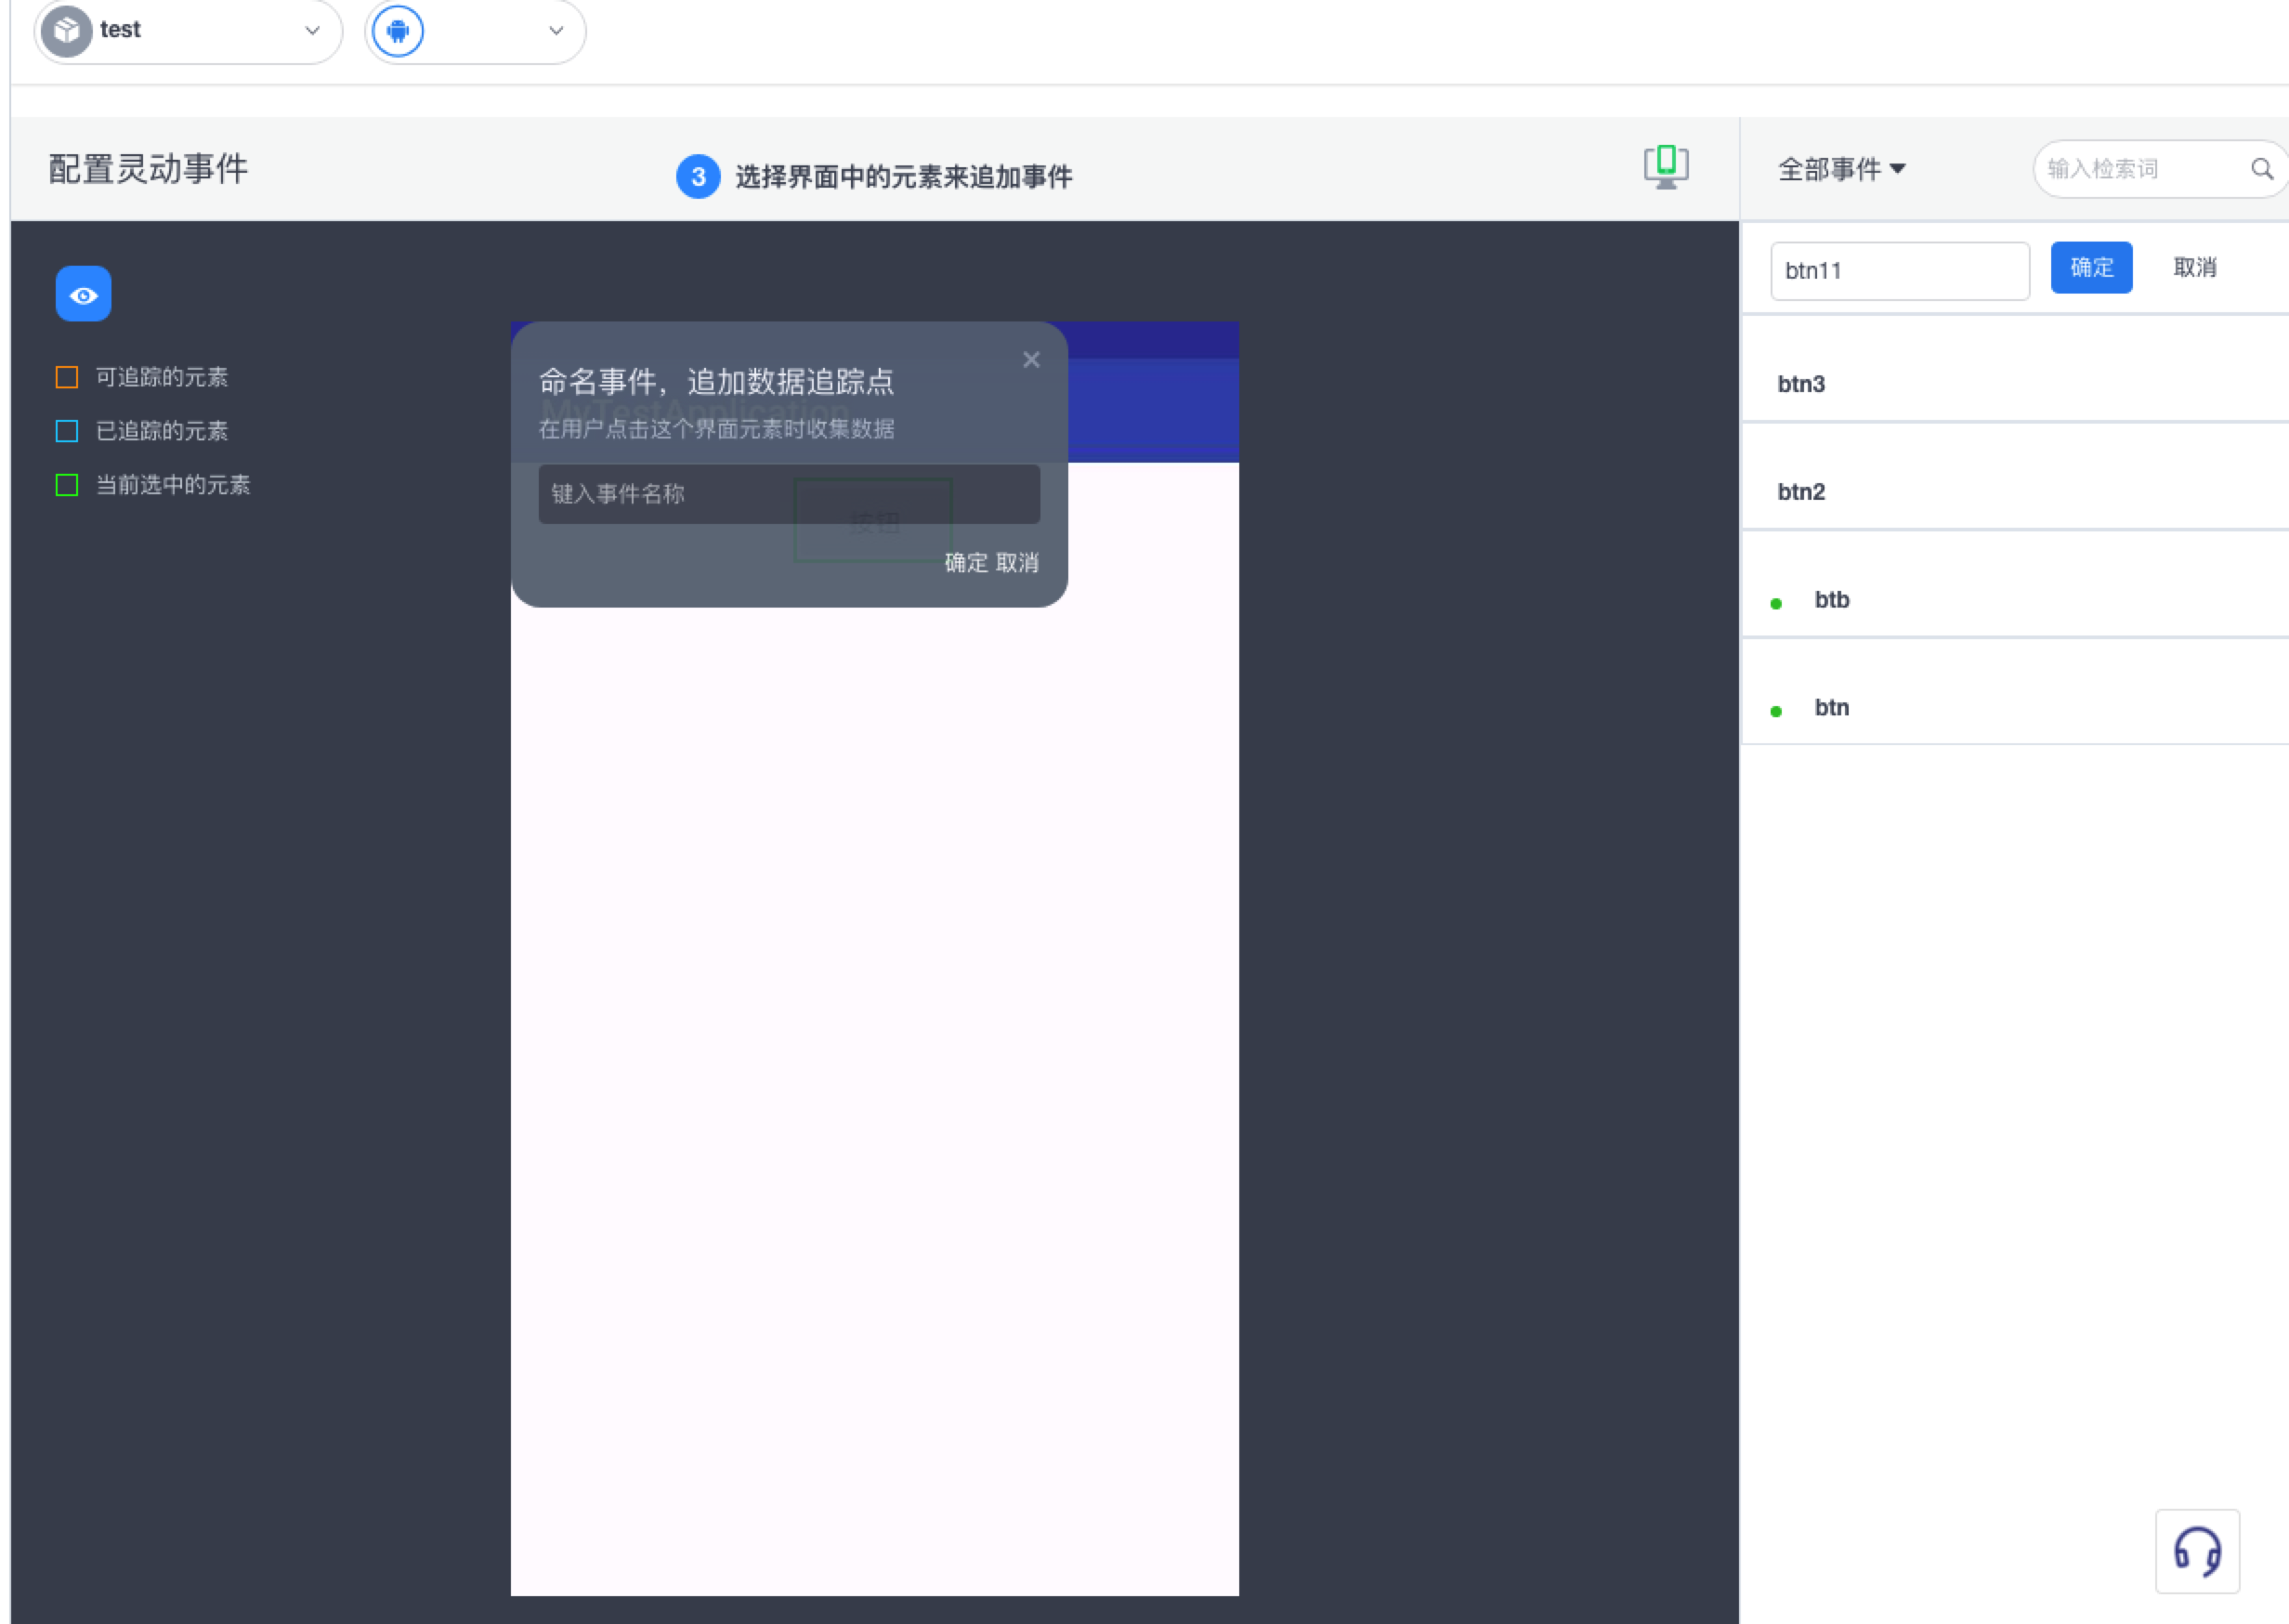 test
配置灵动事件
3 选择界面中的元素来追加事件
全部事件
输入检索词
btn11
确定
取消
可追踪的元素
已追踪的元素
当前选中的元素
命名事件，追加数据追踪点
MyTestApplication
在用户点击这个界面元素时收集数据
键入事件名称
按钮
确定 取消
btn3
btn2
btb
btn